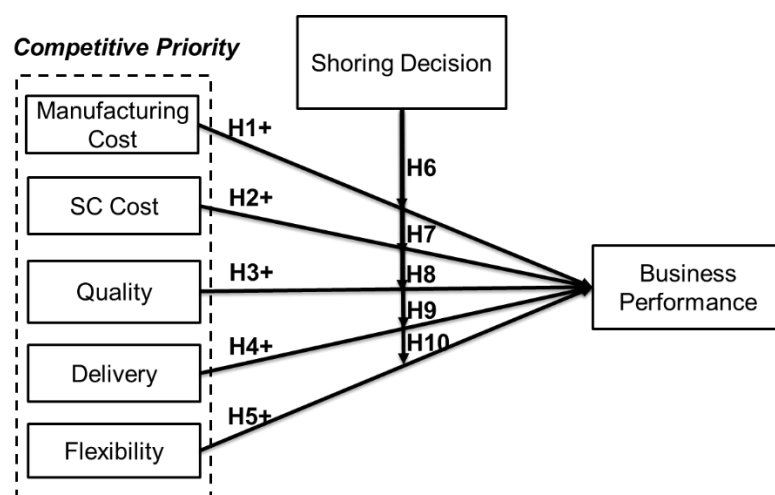 Competitive Priority
Shoring Decision
Manufacturing
Cost
H1+
H6
SC Cost
H2+
H7
Quality
H3+
H8
Business
Performance
H9
Delivery
H4+
H10
Flexibility
H5+